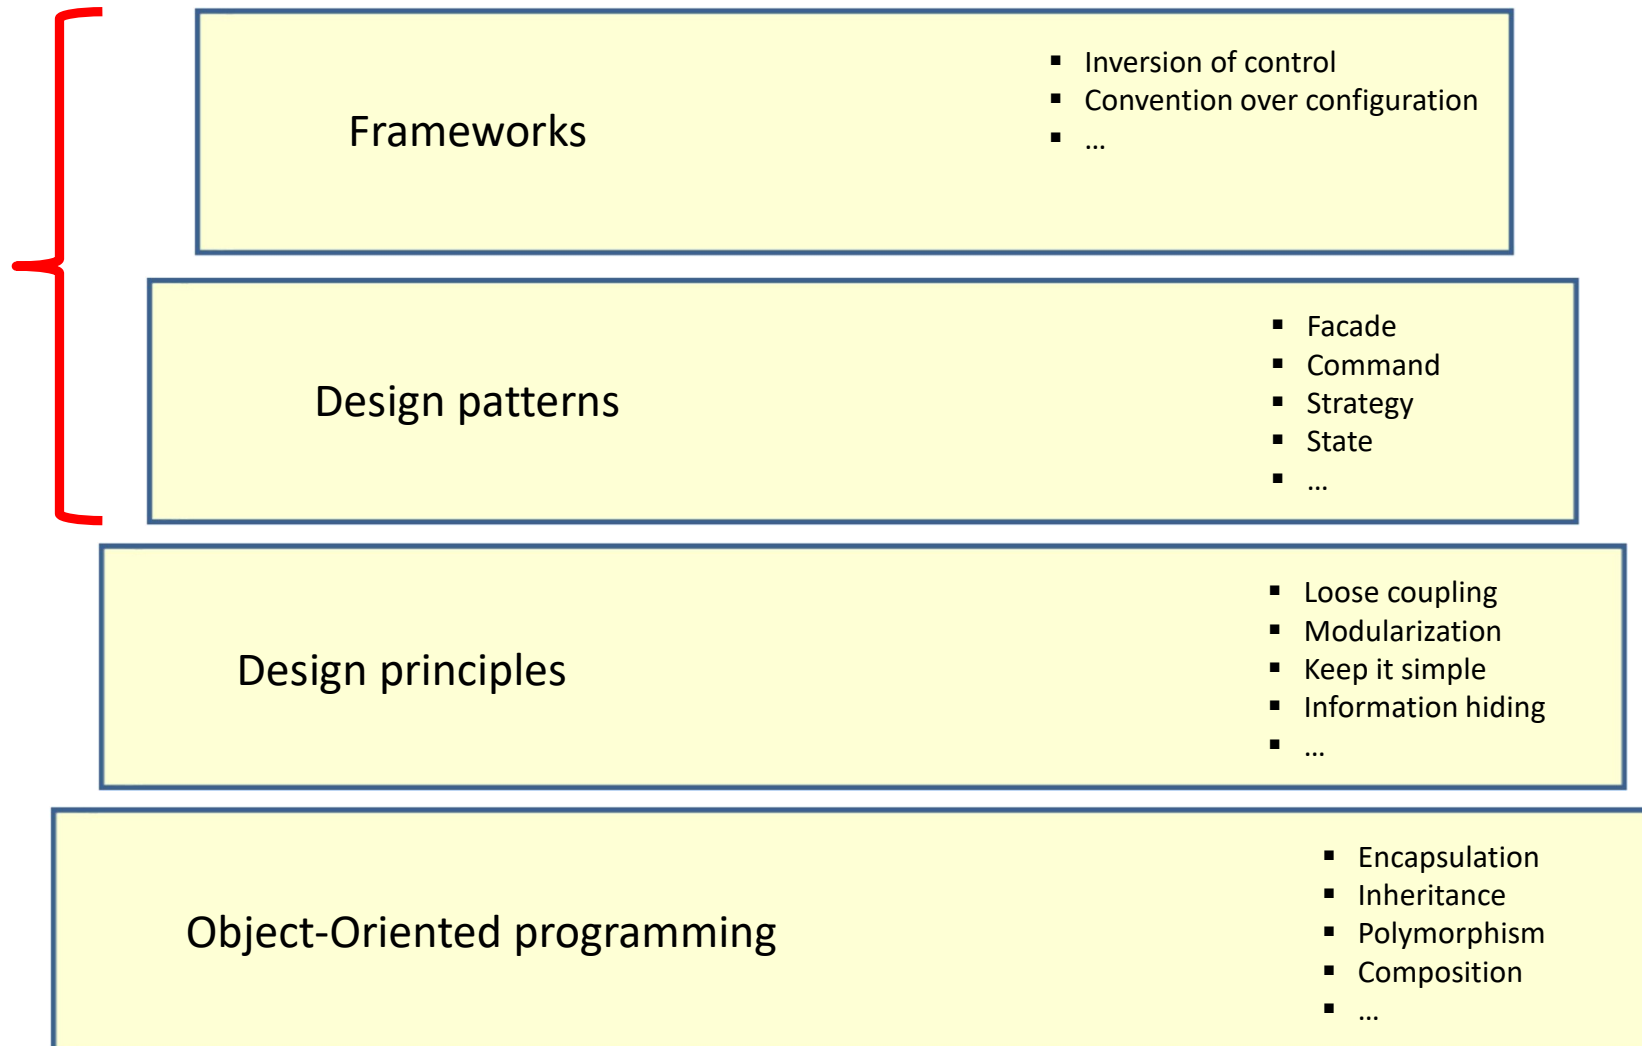 Frameworks
▪ Inversion of control
▪ Convention over configuration
▪ ...
Design patterns
▪ Facade
▪ Command
▪ Strategy
▪ State
▪ ...
Design principles
▪ Loose coupling
▪ Modularization
▪ Keep it simple
▪ Information hiding
▪ ...
Object-Oriented programming
▪ Encapsulation
▪ Inheritance
▪ Polymorphism
▪ Composition
▪ ...